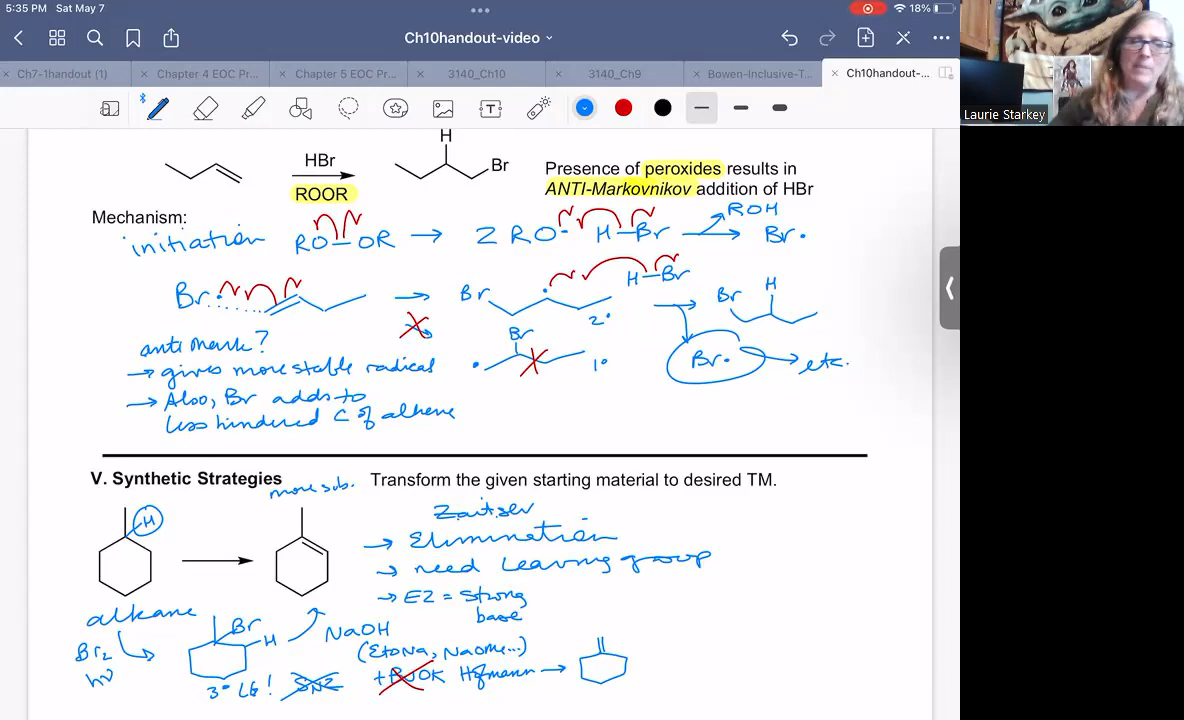 5:35 PM Sat May 7
18%
Ch10handout-video
Ch7-1handout (1)
Chapter 4 EOC Pr...
Chapter 5 EOC Pr...
3140_Ch10
3140_Ch9
Bowen-Inclusive-T...
Ch10handout-...
Laurie Starkey
H
HBr
Br
ROOR
Presence of peroxides results in
ANTI-Markovnikov addition of HBr
Mechanism:
initiation RO—OR → 2 RO· H—Br → ROH
Br·
Br· → Br H—Br → Br H
2°
Br
1°
Br· → etc.
anti mark?
→ gives more stable radical
→ Also, Br adds to
less hindered C of alkene
V. Synthetic Strategies
Transform the given starting material to desired TM.
more sub.
H
Zaitsev
→ Elimination
→ need Leaving group
→ E2 = strong
base
alkane
Br2
hν
Br
H
NaOH
(EtONa, NaOMe...)
3° LG! SN2
tBuOK Hofmann →